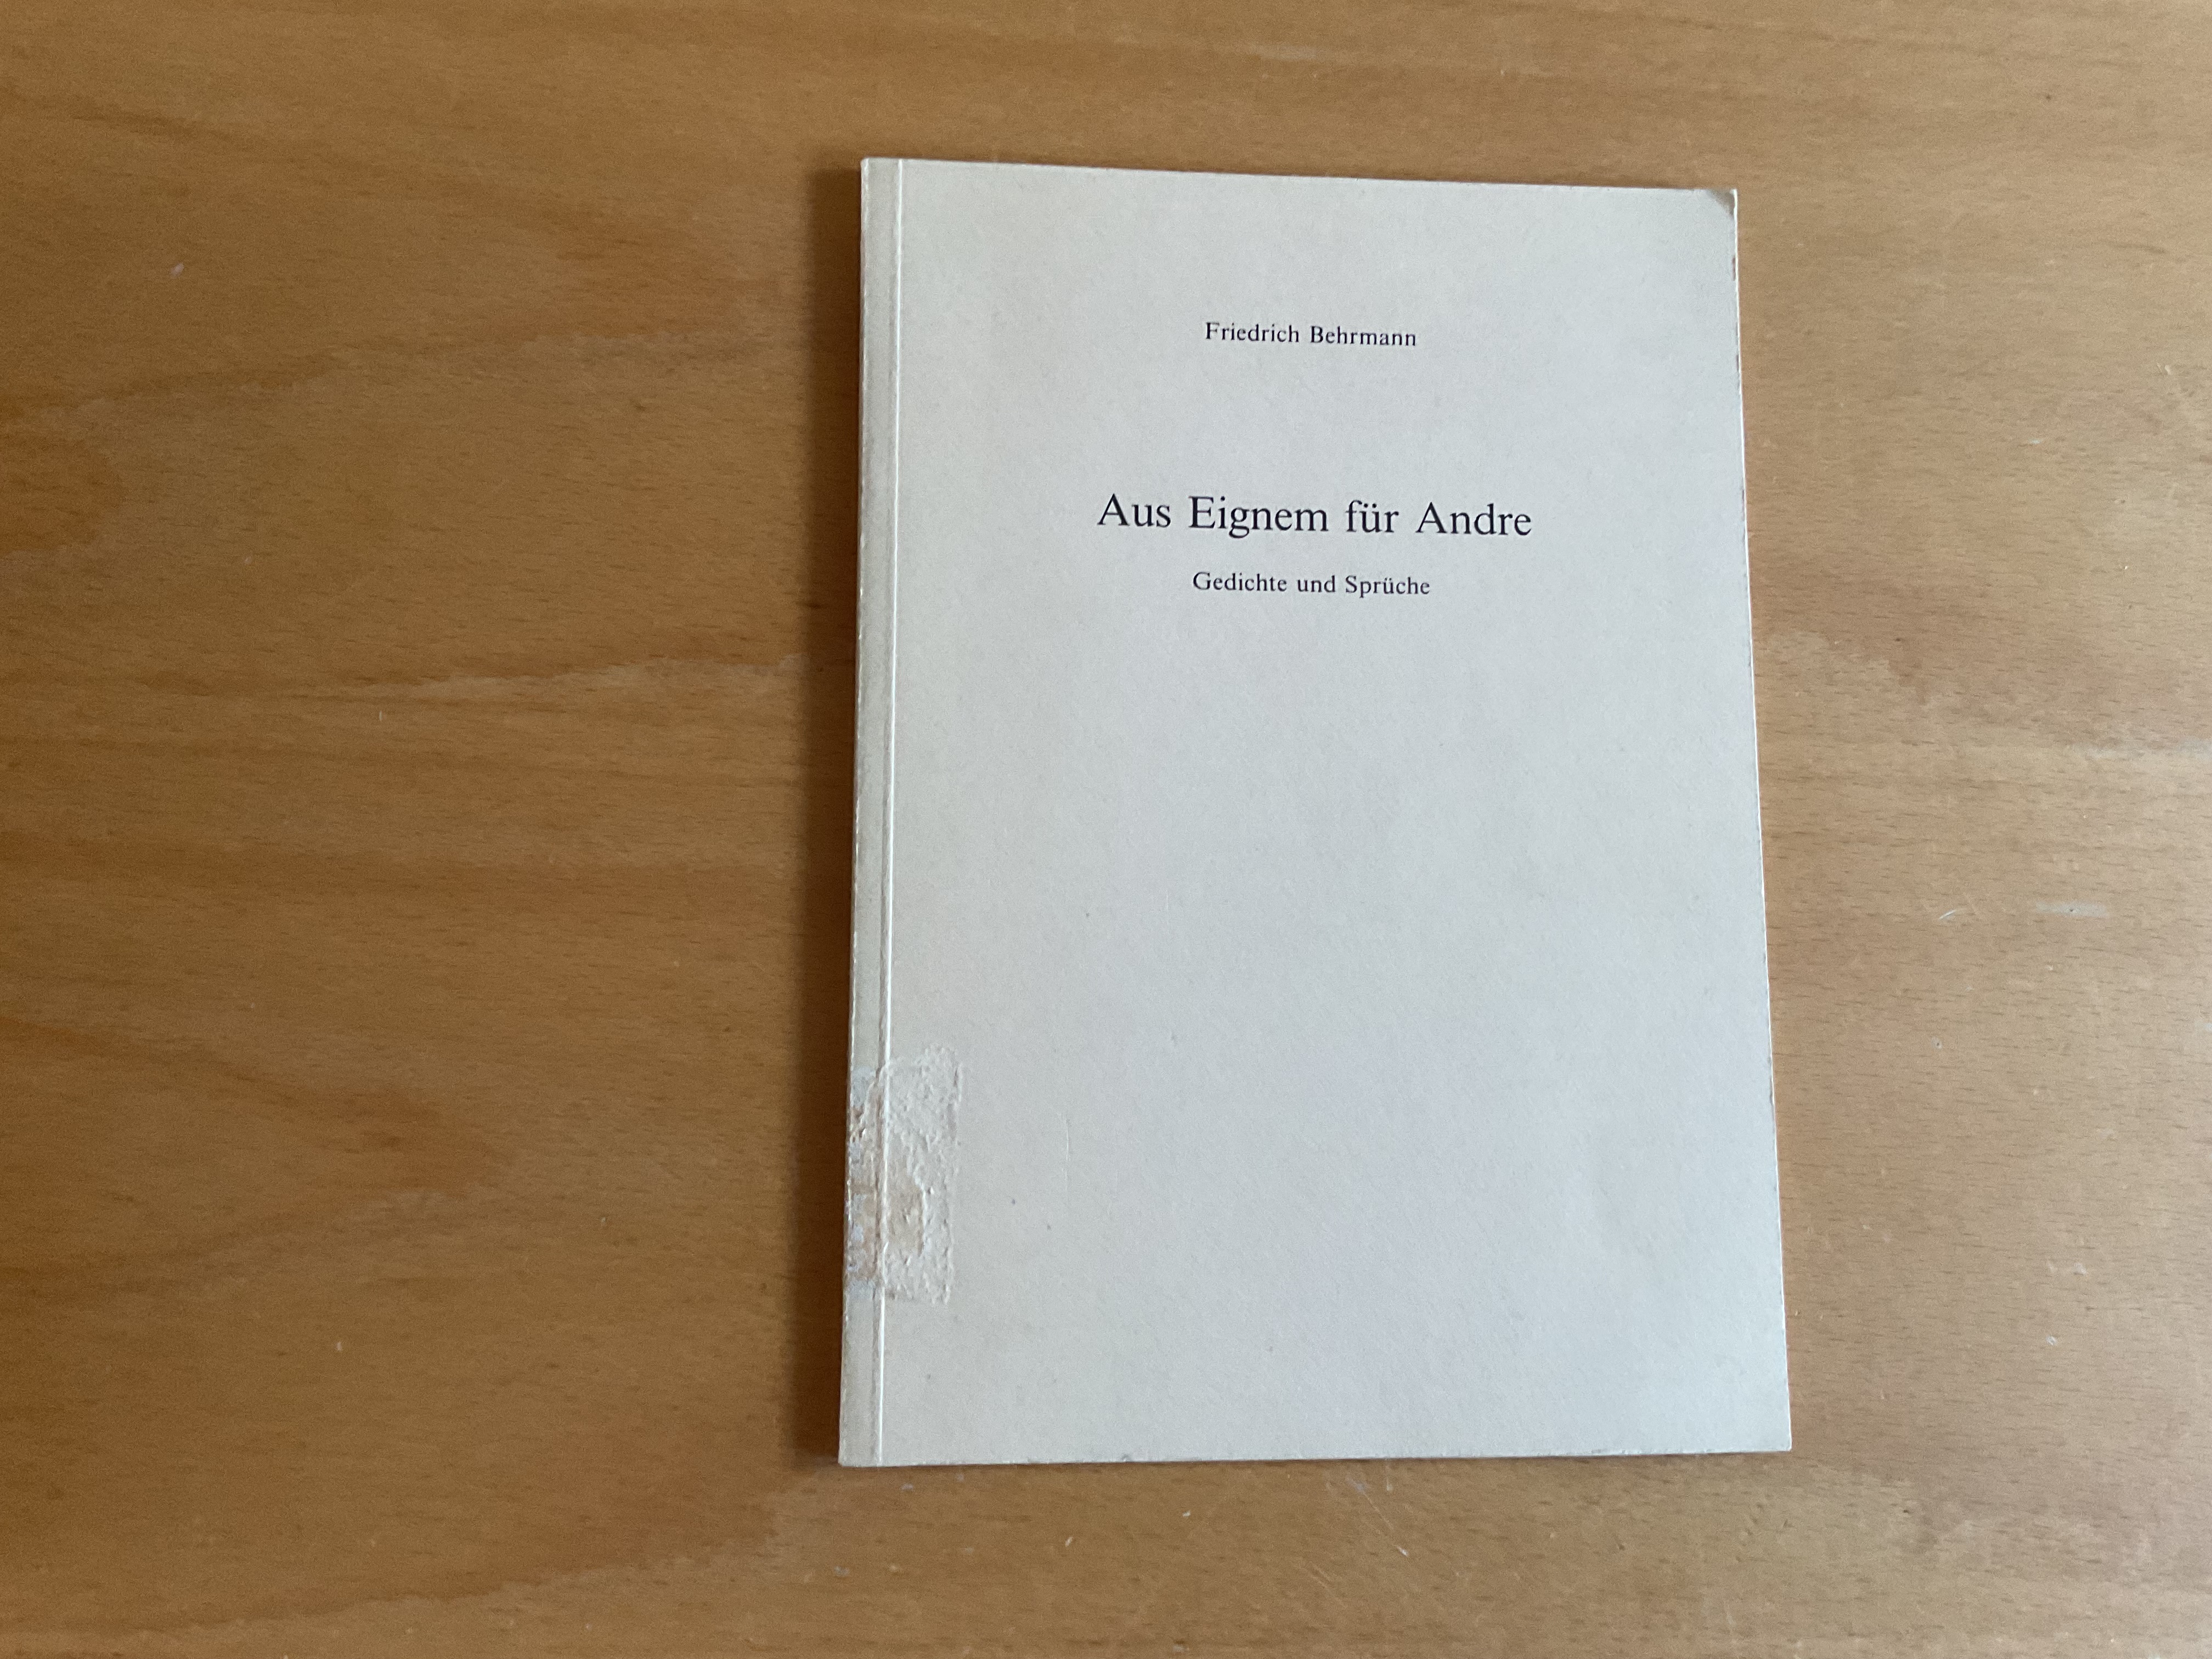 Friedrich Behrmann
Aus Eignem für Andre
Gedichte und Sprüche